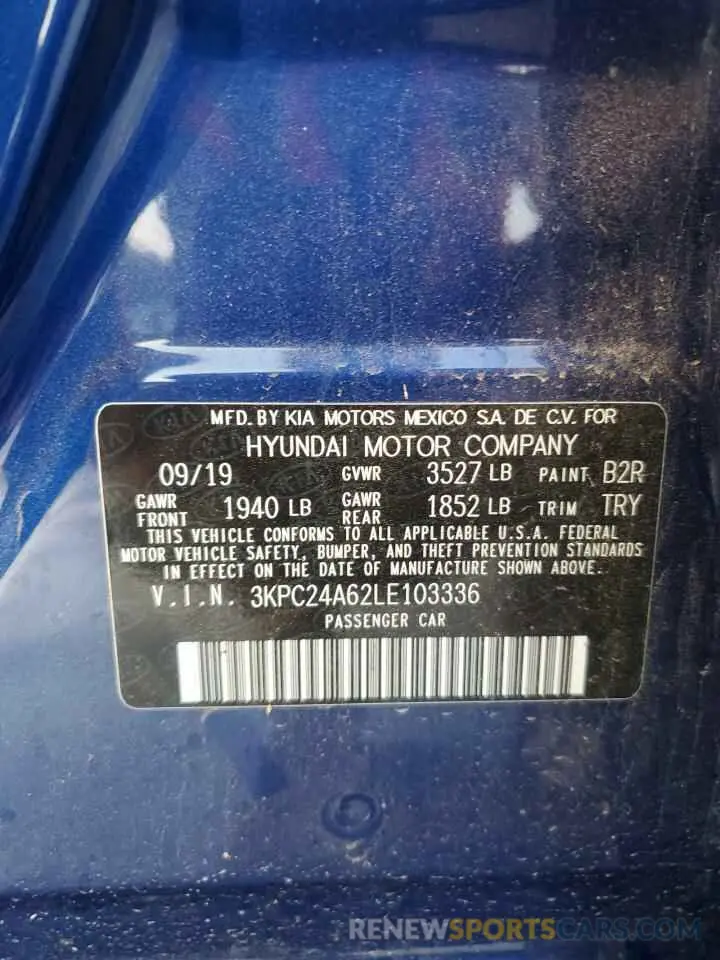 MFD. BY KIA MOTORS MEXICO S.A. DE C.V. FOR
HYUNDAI MOTOR COMPANY
09/19 GVWR 3527 LB PAINT B2R
GAWR FRONT 1940 LB GAWR REAR 1852 LB TRIM TRY
THIS VEHICLE CONFORMS TO ALL APPLICABLE U.S.A. FEDERAL
MOTOR VEHICLE SAFETY, BUMPER, AND THEFT PREVENTION STANDARDS
IN EFFECT ON THE DATE OF MANUFACTURE SHOWN ABOVE.
V.I.N. 3KPC24A62LE103336
PASSENGER CAR
RENEWSPORTSCARS.COM